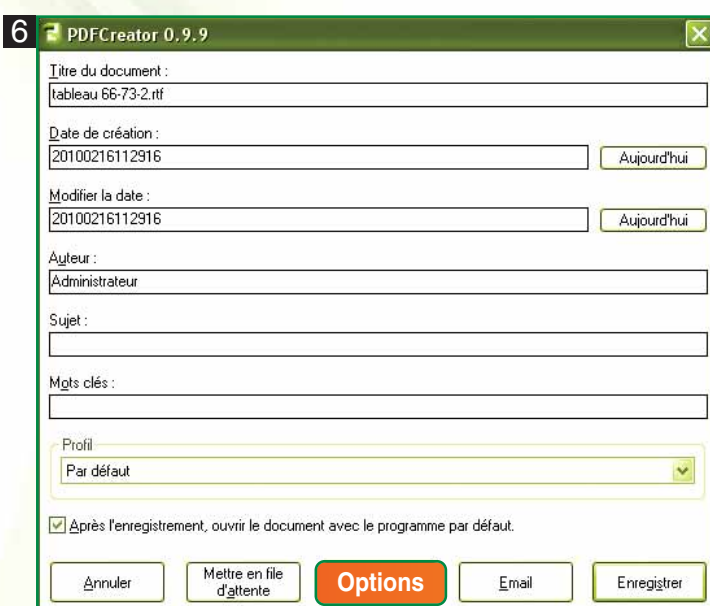 6
PDFCreator 0.9.9
Titre du document :
tableau 66-73-2.rtf
Date de création :
20100216112916
Aujourd'hui
Modifier la date :
20100216112916
Aujourd'hui
Auteur :
Administrateur
Sujet :
Mots clés :
Profil
Par défaut
Après l'enregistrement, ouvrir le document avec le programme par défaut.
Annuler
Mettre en file
d'attente
Options
Email
Enregistrer